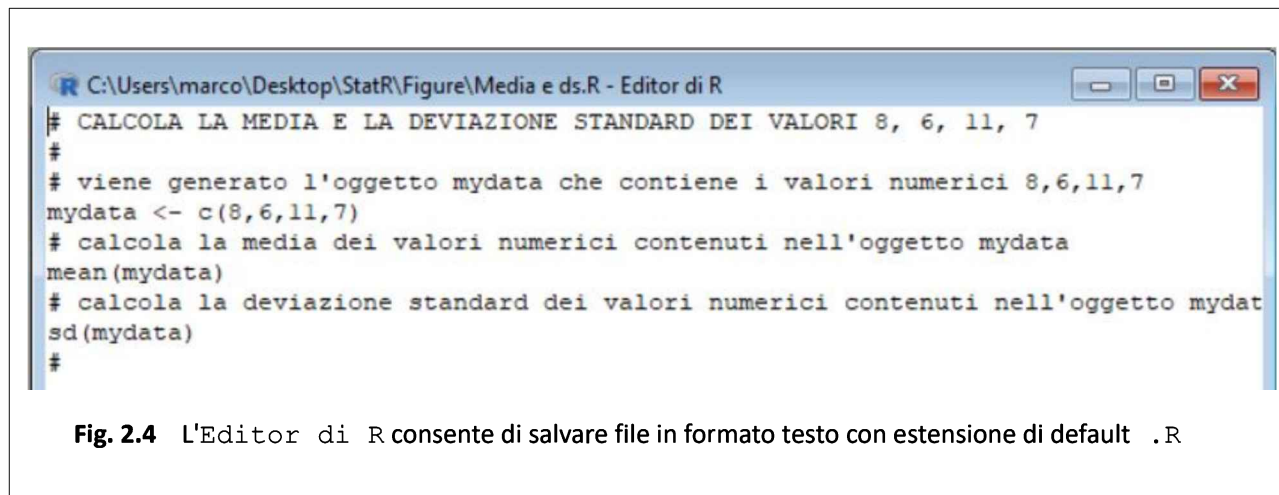 C:\Users\marco\Desktop\StatR\Figure\Media e ds.R - Editor di R
# CALCOLA LA MEDIA E LA DEVIAZIONE STANDARD DEI VALORI 8, 6, 11, 7
#
# viene generato l'oggetto mydata che contiene i valori numerici 8,6,11,7
mydata <- c(8,6,11,7)
# calcola la media dei valori numerici contenuti nell'oggetto mydata
mean(mydata)
# calcola la deviazione standard dei valori numerici contenuti nell'oggetto mydat
sd(mydata)
#
Fig. 2.4 L'Editor di R consente di salvare file in formato testo con estensione di default .R